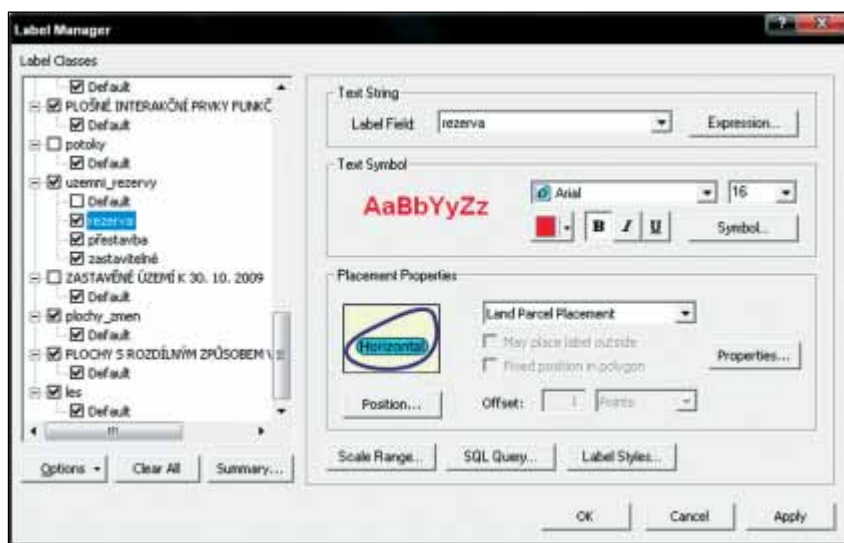 Label Manager
Label Classes
Default
PLOŠNÉ INTERAKČNÍ PRVKY FUNKČ
Default
potoky
Default
uzemni_rezervy
Default
rezerva
přestavba
zastavitelné
ZASTAVĚNÉ ÚZEMÍ K 30. 10. 2009
Default
plochy_zmen
Default
PLOCHY S ROZDÍLNÝM ZPŮSOBEM V
Default
les
Default
Options
Clear All
Summary...
Text String
Label Field:
rezerva
Expression...
Text Symbol
AaBbYyZz
Arial
16
B I U
Symbol...
Placement Properties
Horizontal
Land Parcel Placement
May place label outside
Fixed position in polygon
Properties...
Position...
Offset:
1
Points
Scale Range...
SQL Query...
Label Styles...
OK
Cancel
Apply